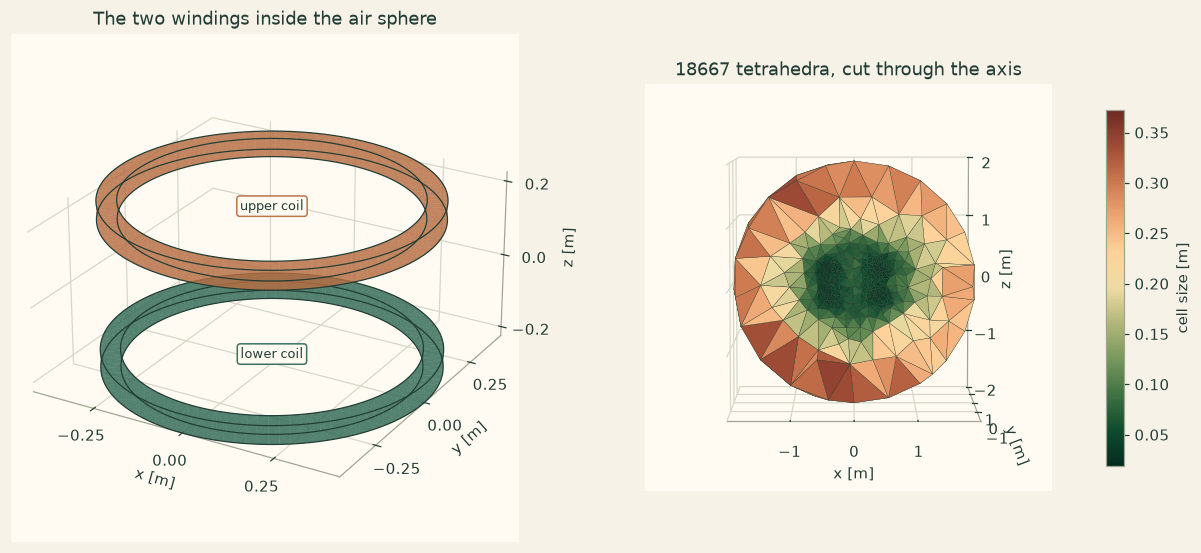 The two windings inside the air sphere
upper coil
lower coil
0.2
0.0
−0.2
z [m]
−0.25
0.00
0.25
x [m]
0.25
0.00
−0.25
y [m]
18667 tetrahedra, cut through the axis
2
1
0
−1
−2
z [m]
−1
0
1
x [m]
1
0
−1
y [m]
0.35
0.30
0.25
0.20
0.15
0.10
0.05
cell size [m]